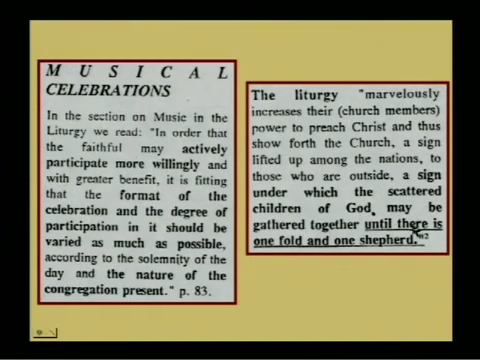 MUSICAL
CELEBRATIONS
In the section on Music in the
Liturgy we read: "In order that
the faithful may actively
participate more willingly and
with greater benefit, it is fitting
that the format of the
celebration and the degree of
participation in it should be
varied as much as possible,
according to the solemnity of the
day and the nature of the
congregation present." p. 83.
The liturgy "marvelously
increases their (church members)
power to preach Christ and thus
show forth the Church, a sign
lifted up among the nations, to
those who are outside, a sign
under which the scattered
children of God may be
gathered together until there is
one fold and one shepherd."